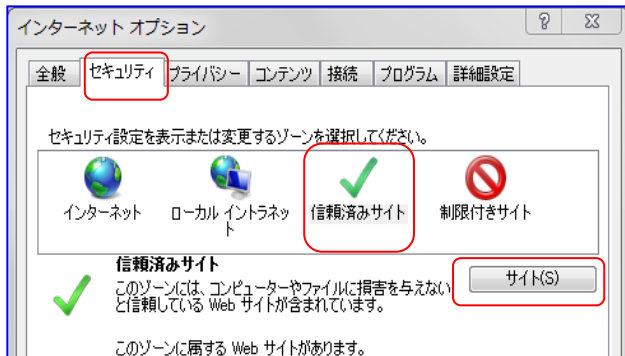 インターネット オプション
全般 セキュリティ プライバシー コンテンツ 接続 プログラム 詳細設定
セキュリティ設定を表示または変更するゾーンを選択してください。
インターネット ローカル イントラネッ 信頼済みサイト 制限付きサイト
ト
信頼済みサイト
サイト(S)
このゾーンには、コンピューターやファイルに損害を与えない
と信頼している Web サイトが含まれています。
このゾーンに属する Web サイトがあります。